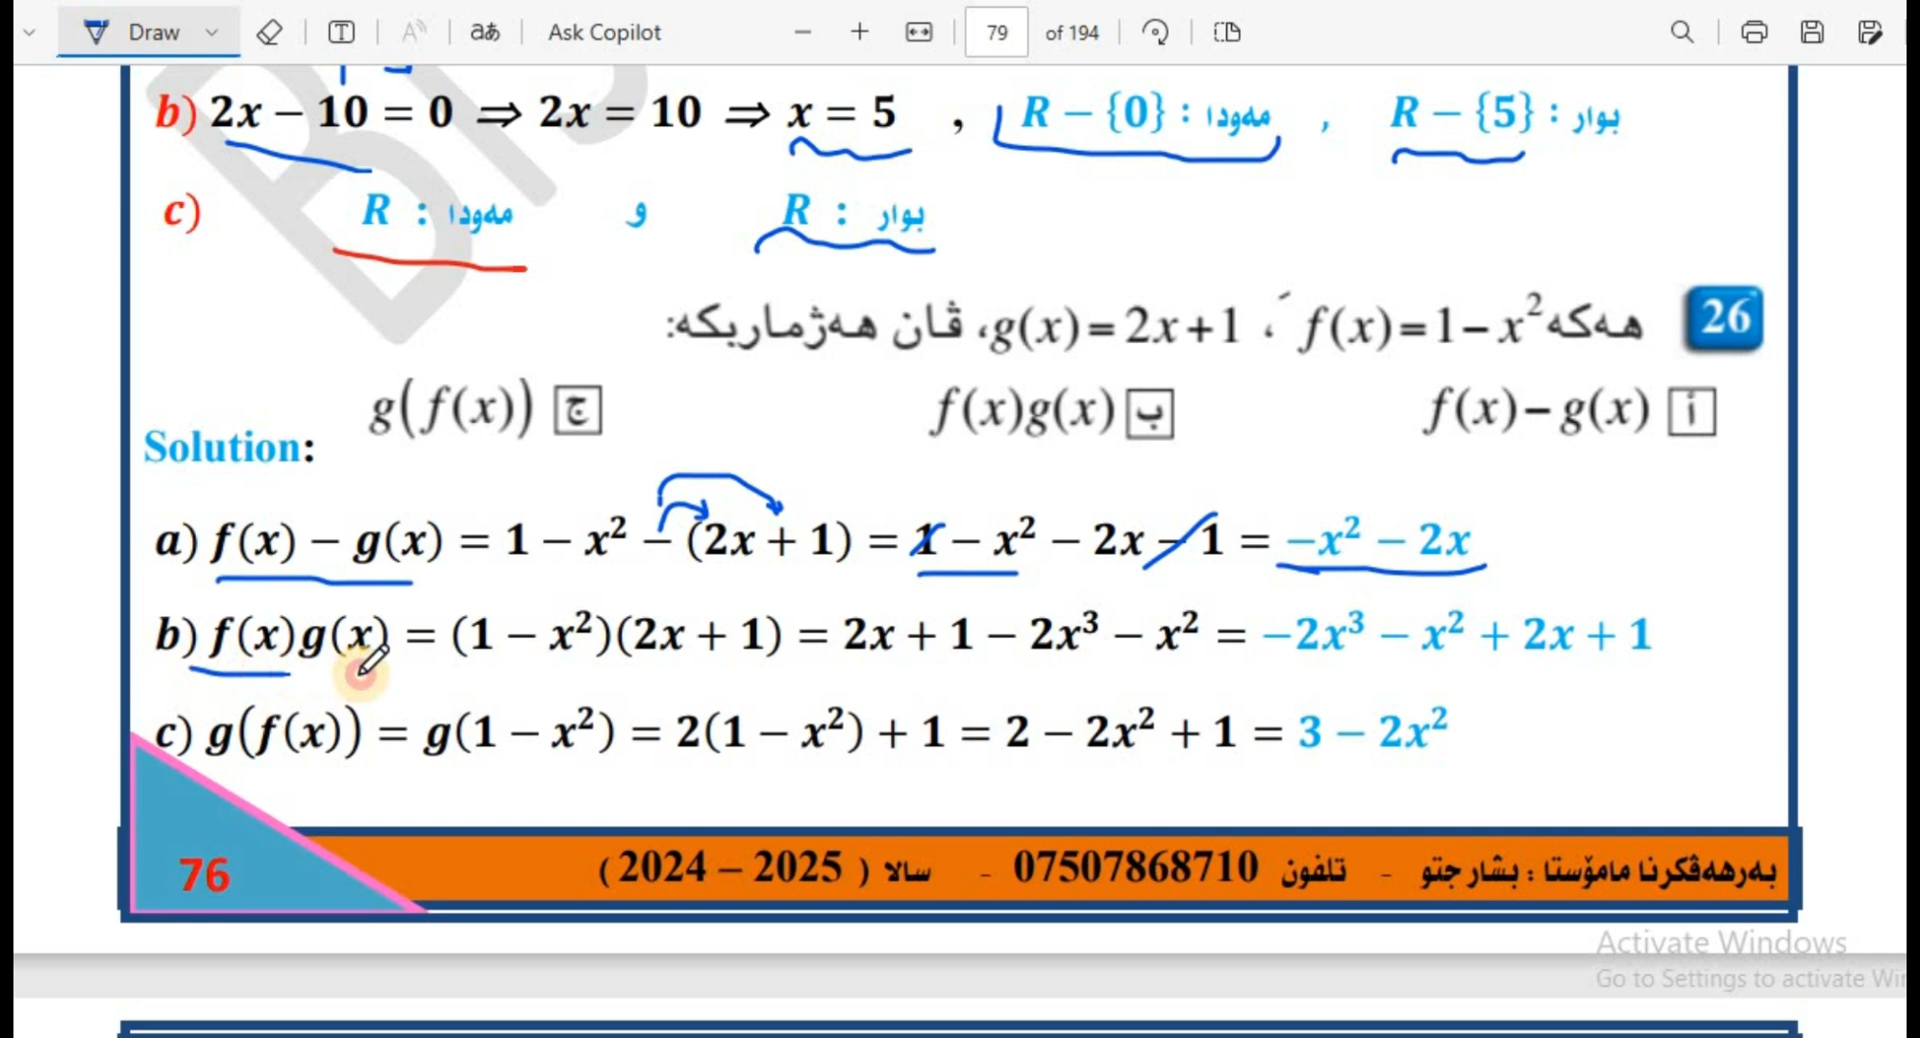 Draw aあ Ask Copilot 79 of 194
b) 2x − 10 = 0 ⇒ 2x = 10 ⇒ x = 5 , R − {0} : مەودا , R − {5} : بوار
c) R : مەودا و R : بوار
26 هەکە f(x)=1−x² ، g(x)=2x+1، ڤان هەژماربکە:
أ f(x)−g(x) ب f(x)g(x) ج g(f(x))
Solution:
a) f(x) − g(x) = 1 − x² − (2x + 1) = 1 − x² − 2x − 1 = −x² − 2x
b) f(x)g(x) = (1 − x²)(2x + 1) = 2x + 1 − 2x³ − x² = −2x³ − x² + 2x + 1
c) g(f(x)) = g(1 − x²) = 2(1 − x²) + 1 = 2 − 2x² + 1 = 3 − 2x²
76 بەرهەڤکرنا مامۆستا : بشار جتو - تلفون 07507868710 - سالا ( 2024 – 2025 )
Activate Windows
Go to Settings to activate Wi